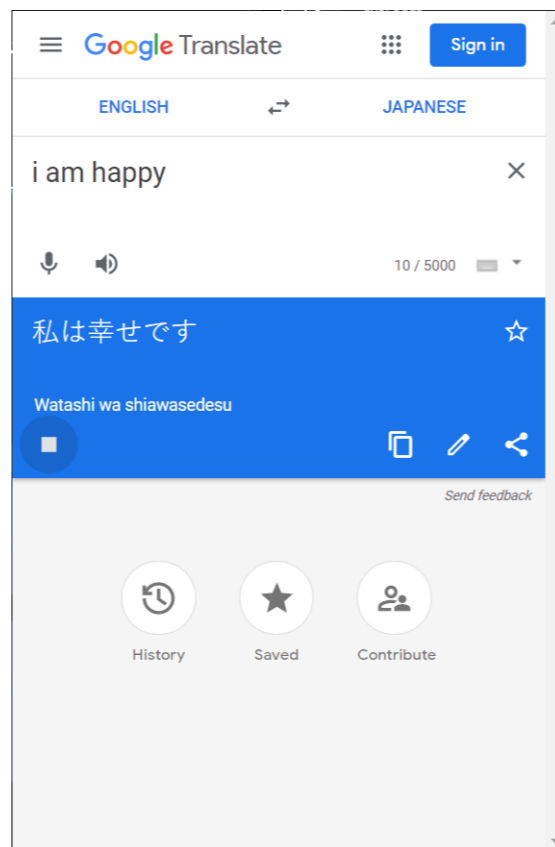 Google Translate
Sign in
ENGLISH
JAPANESE
i am happy
10 / 5000
私は幸せです
Watashi wa shiawasedesu
Send feedback
History
Saved
Contribute